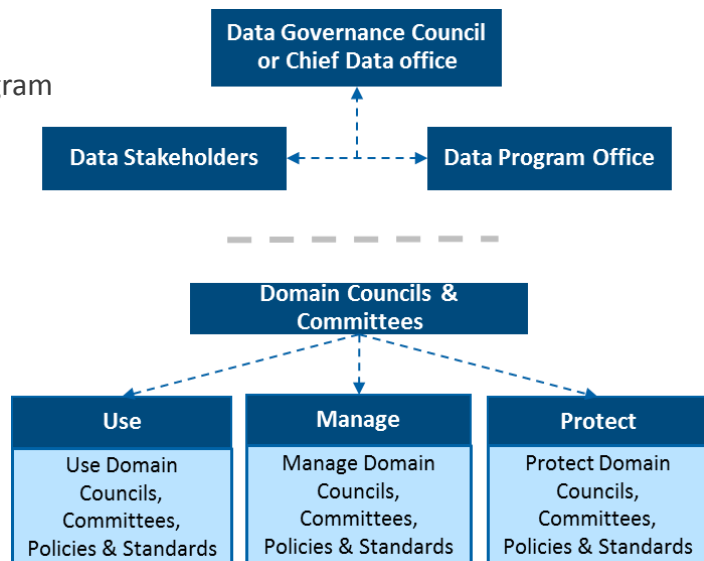 Data Governance Council
or Chief Data office
gram
Data Stakeholders
Data Program Office
Domain Councils &
Committees
Use
Use Domain
Councils,
Committees,
Policies & Standards
Manage
Manage Domain
Councils,
Committees,
Policies & Standards
Protect
Protect Domain
Councils,
Committees,
Policies & Standards